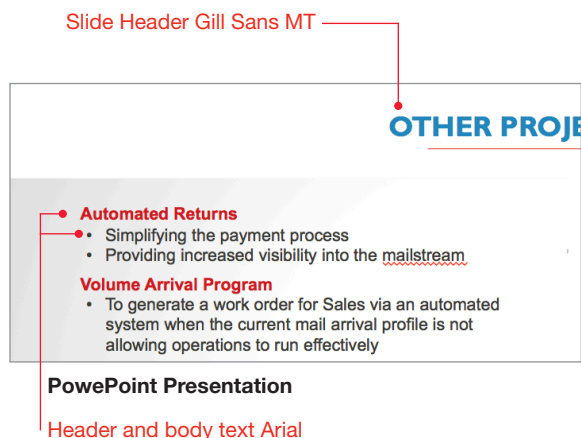 Slide Header Gill Sans MT
OTHER PROJE
Automated Returns
• Simplifying the payment process
• Providing increased visibility into the mailstream
Volume Arrival Program
• To generate a work order for Sales via an automated
system when the current mail arrival profile is not
allowing operations to run effectively
PowePoint Presentation
Header and body text Arial